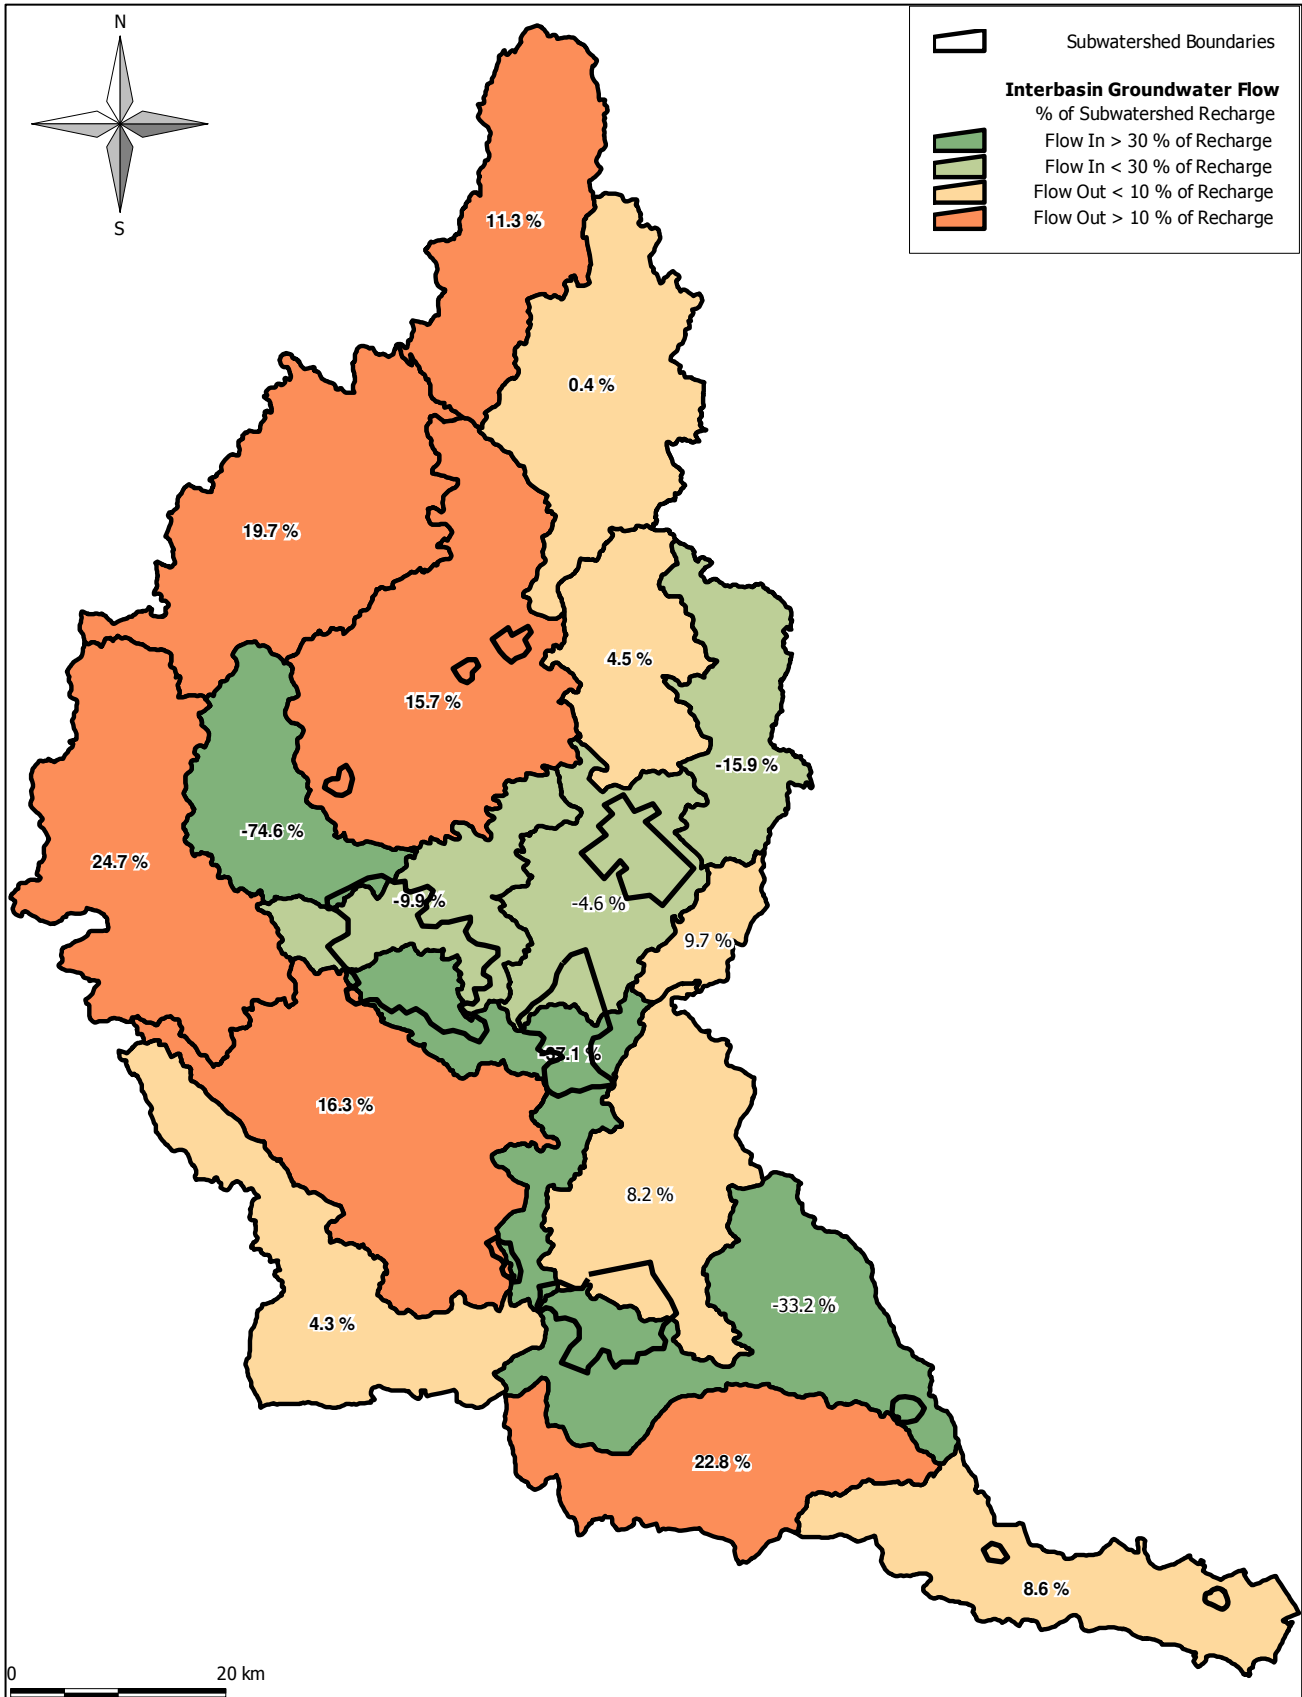 N
S
Subwatershed Boundaries
Interbasin Groundwater Flow
% of Subwatershed Recharge
Flow In > 30 % of Recharge
Flow In < 30 % of Recharge
Flow Out < 10 % of Recharge
Flow Out > 10 % of Recharge
11.3 %
0.4 %
19.7 %
4.5 %
15.7 %
-15.9 %
-74.6 %
24.7 %
-9.9 %
-4.6 %
9.7 %
16.3 %
8.2 %
-33.2 %
4.3 %
22.8 %
8.6 %
0 20 km